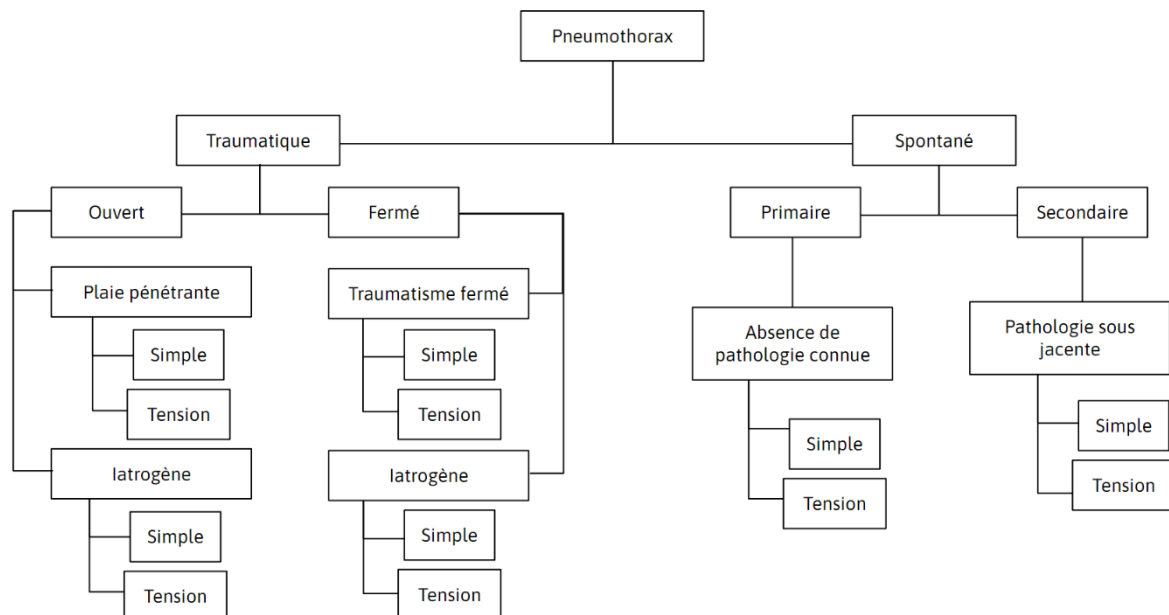 Pneumothorax
Traumatique
Spontané
Ouvert
Fermé
Primaire
Secondaire
Plaie pénétrante
Simple
Tension
Iatrogène
Simple
Tension
Traumatisme fermé
Simple
Tension
Iatrogène
Simple
Tension
Absence de
pathologie connue
Simple
Tension
Pathologie sous
jacente
Simple
Tension